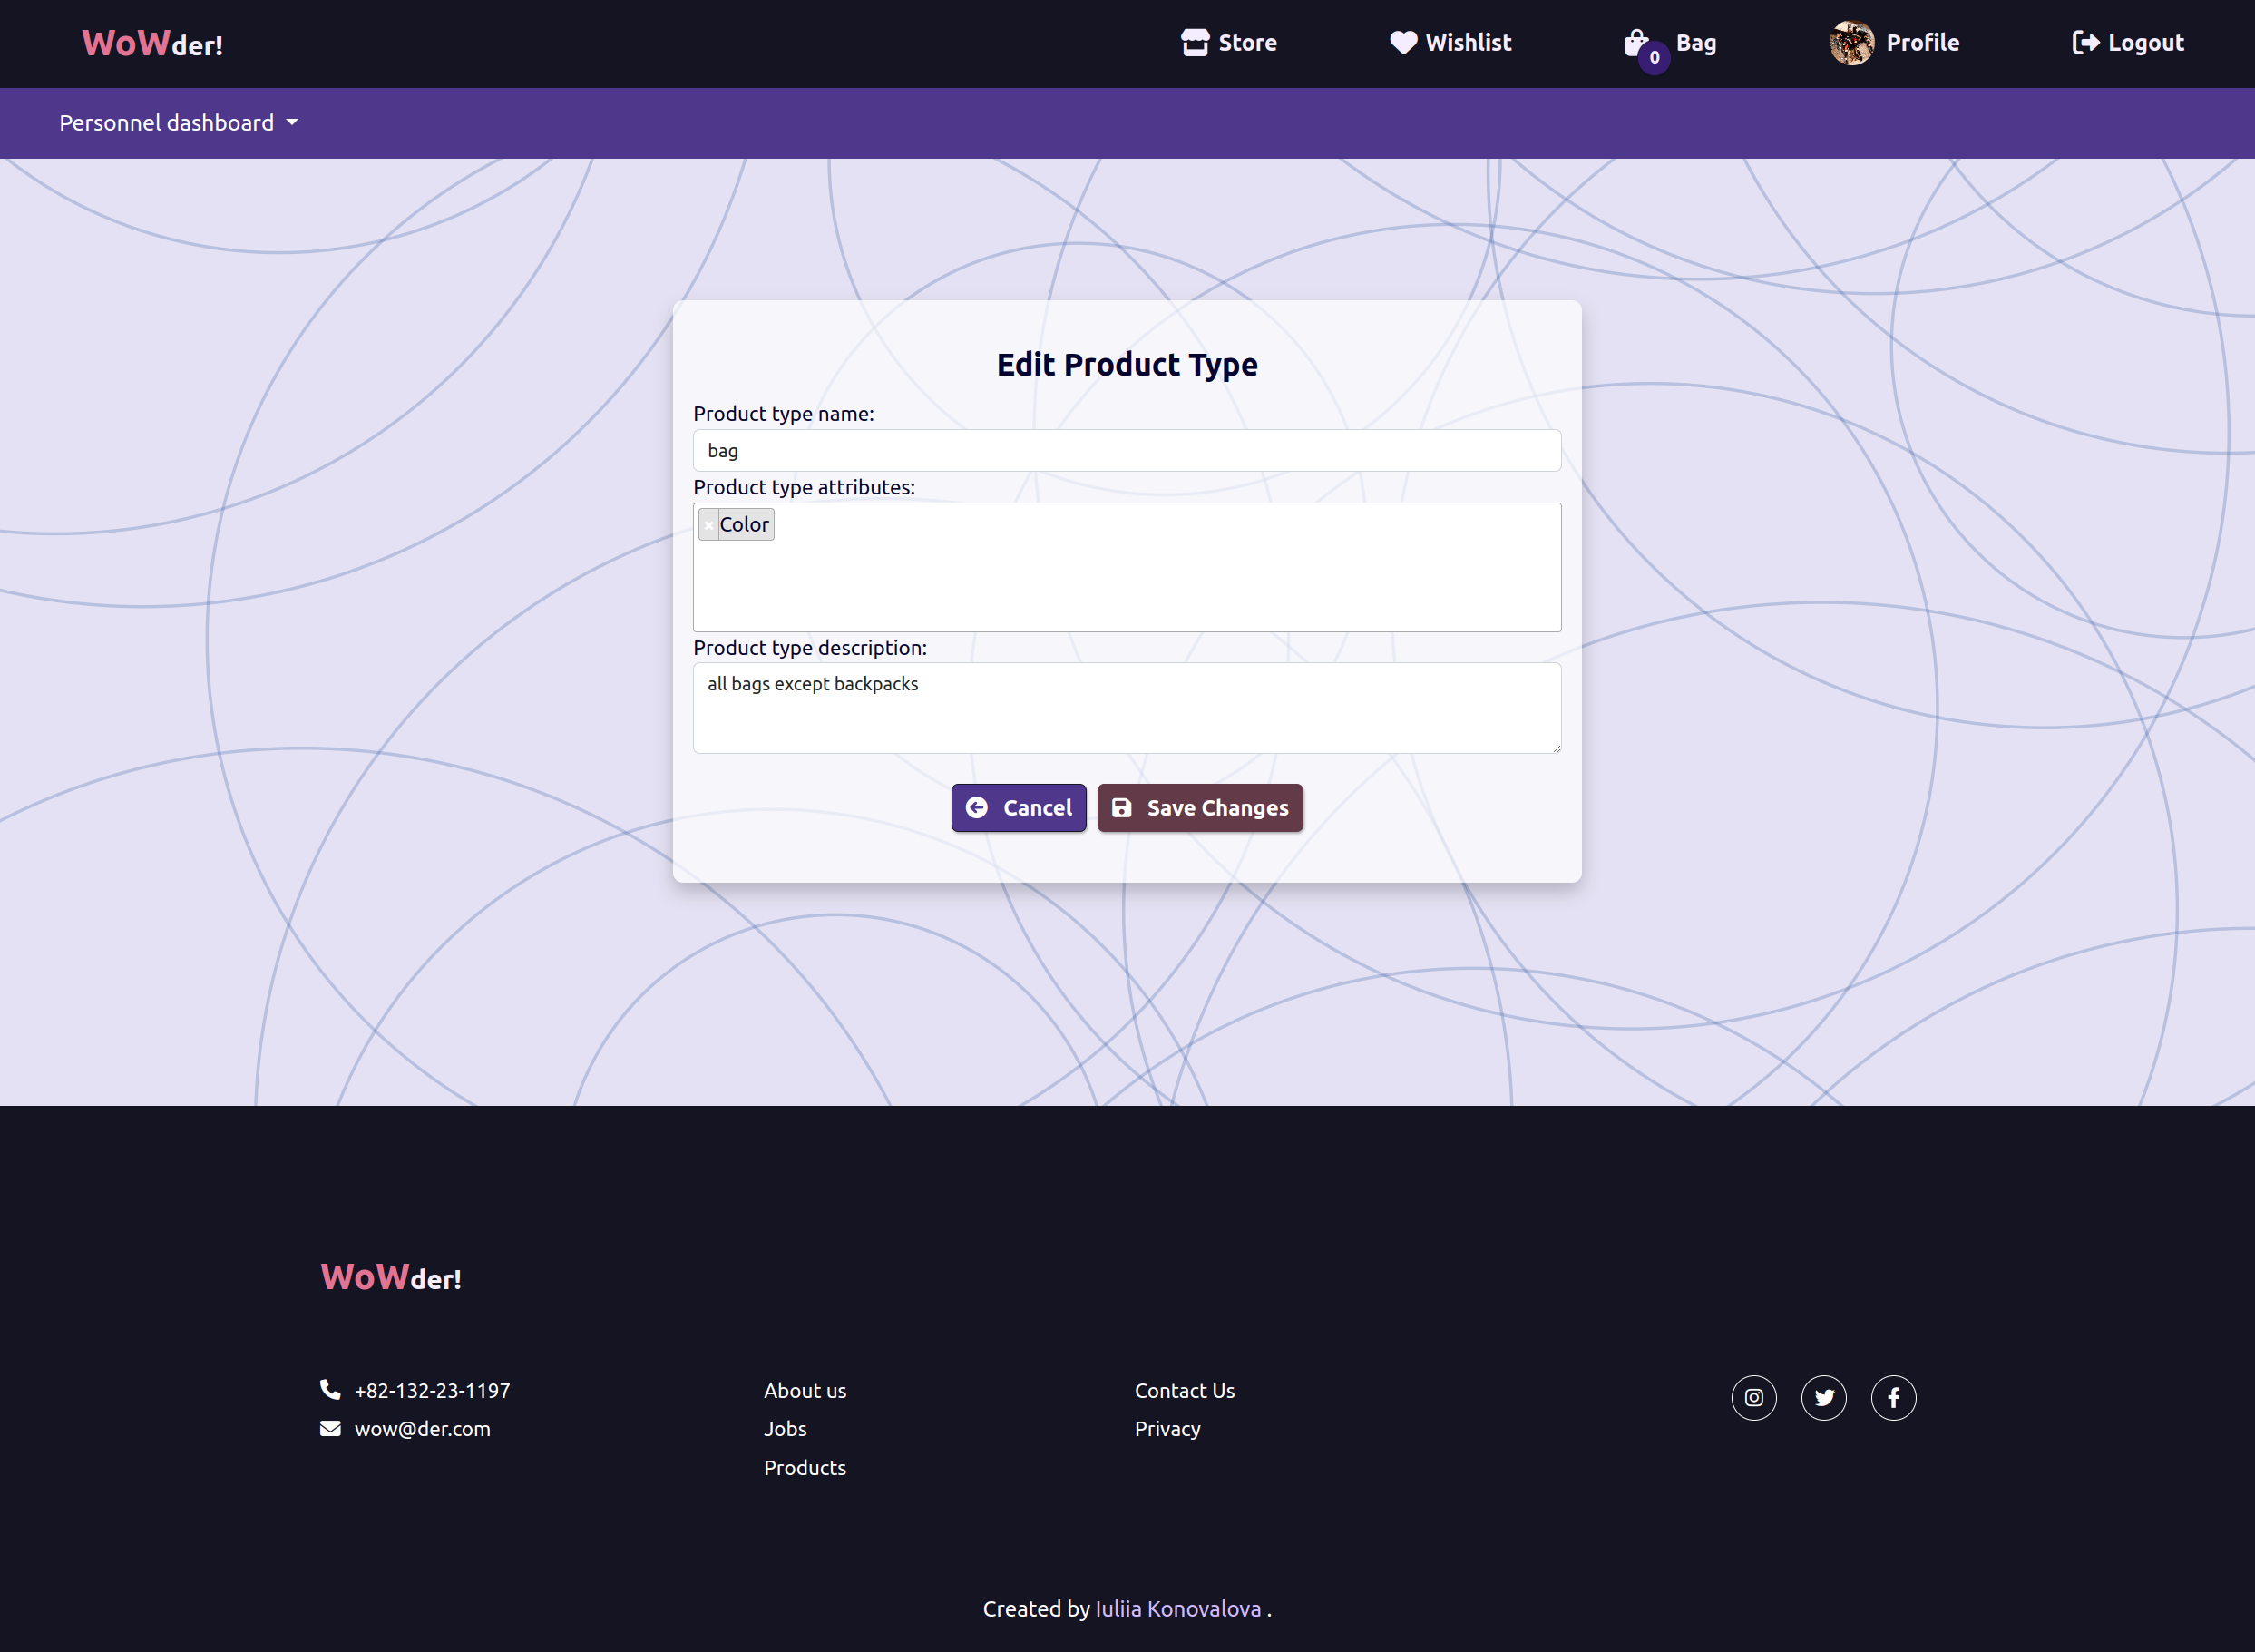 WoWder!
Store
Wishlist
0
Bag
Profile
Logout
Personnel dashboard
Edit Product Type
Product type name:
bag
Product type attributes:
× Color
Product type description:
all bags except backpacks
Cancel
Save Changes
WoWder!
+82-132-23-1197
wow@der.com
About us
Jobs
Products
Contact Us
Privacy
Created by Iuliia Konovalova .